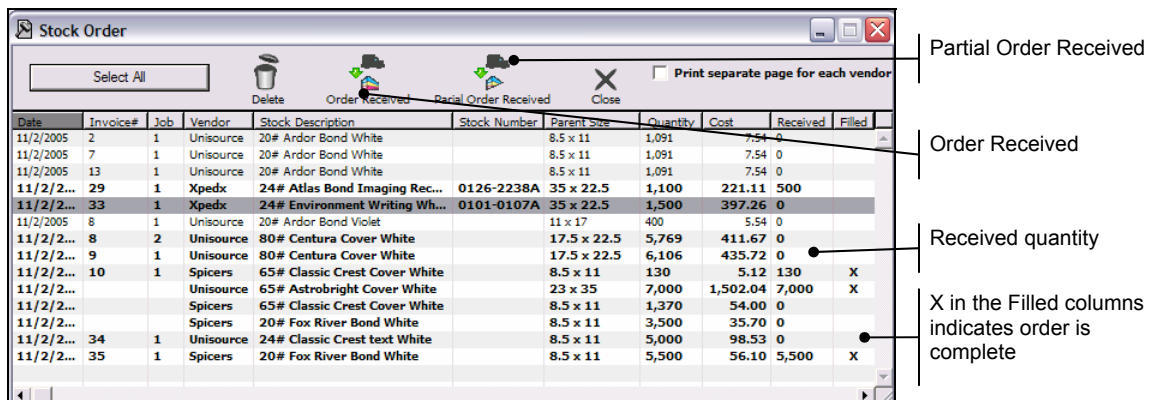 Stock Order
Select All
Delete
Order Received
Parial Order Received
Close
Print separate page for each vendor
Date Invoice# Job Vendor Stock Description Stock Number Parent Size Quantity Cost Received Filled
11/2/2005 2 1 Unisource 20# Ardor Bond White 8.5 x 11 1,091 7.54 0
11/2/2005 7 1 Unisource 20# Ardor Bond White 8.5 x 11 1,091 7.54 0
11/2/2005 13 1 Unisource 20# Ardor Bond White 8.5 x 11 1,091 7.54 0
11/2/2... 29 1 Xpedx 24# Atlas Bond Imaging Rec... 0126-2238A 35 x 22.5 1,100 221.11 500
11/2/2... 33 1 Xpedx 24# Environment Writing Wh... 0101-0107A 35 x 22.5 1,500 397.26 0
11/2/2005 8 1 Unisource 20# Ardor Bond Violet 11 x 17 400 5.54 0
11/2/2... 8 2 Unisource 80# Centura Cover White 17.5 x 22.5 5,769 411.67 0
11/2/2... 9 1 Unisource 80# Centura Cover White 17.5 x 22.5 6,106 435.72 0
11/2/2... 10 1 Spicers 65# Classic Crest Cover White 8.5 x 11 130 5.12 130 X
11/2/2... Unisource 65# Astrobright Cover White 23 x 35 7,000 1,502.04 7,000 X
11/2/2... Spicers 65# Classic Crest Cover White 8.5 x 11 1,370 54.00 0
11/2/2... Spicers 20# Fox River Bond White 8.5 x 11 3,500 35.70 0
11/2/2... 34 1 Unisource 24# Classic Crest text White 8.5 x 11 5,000 98.53 0
11/2/2... 35 1 Spicers 20# Fox River Bond White 8.5 x 11 5,500 56.10 5,500 X
Partial Order Received
Order Received
Received quantity
X in the Filled columns
indicates order is
complete